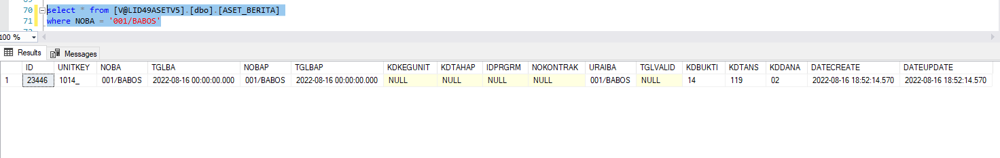 70 select * from [V@LID49ASETV5].[dbo].[ASET_BERITA]
71 where NOBA = '001/BABOS'
100 %
Results Messages
ID UNITKEY NOBA TGLBA NOBAP TGLBAP KDKEGUNIT KDTAHAP IDPRGRM NOKONTRAK URAIBA TGLVALID KDBUKTI KDTANS KDDANA DATECREATE DATEUPDATE
1 23446 1014_ 001/BABOS 2022-08-16 00:00:00.000 001/BABOS 2022-08-16 00:00:00.000 NULL NULL NULL NULL 001/BABOS NULL 14 119 02 2022-08-16 18:52:14.570 2022-08-16 18:52:14.570